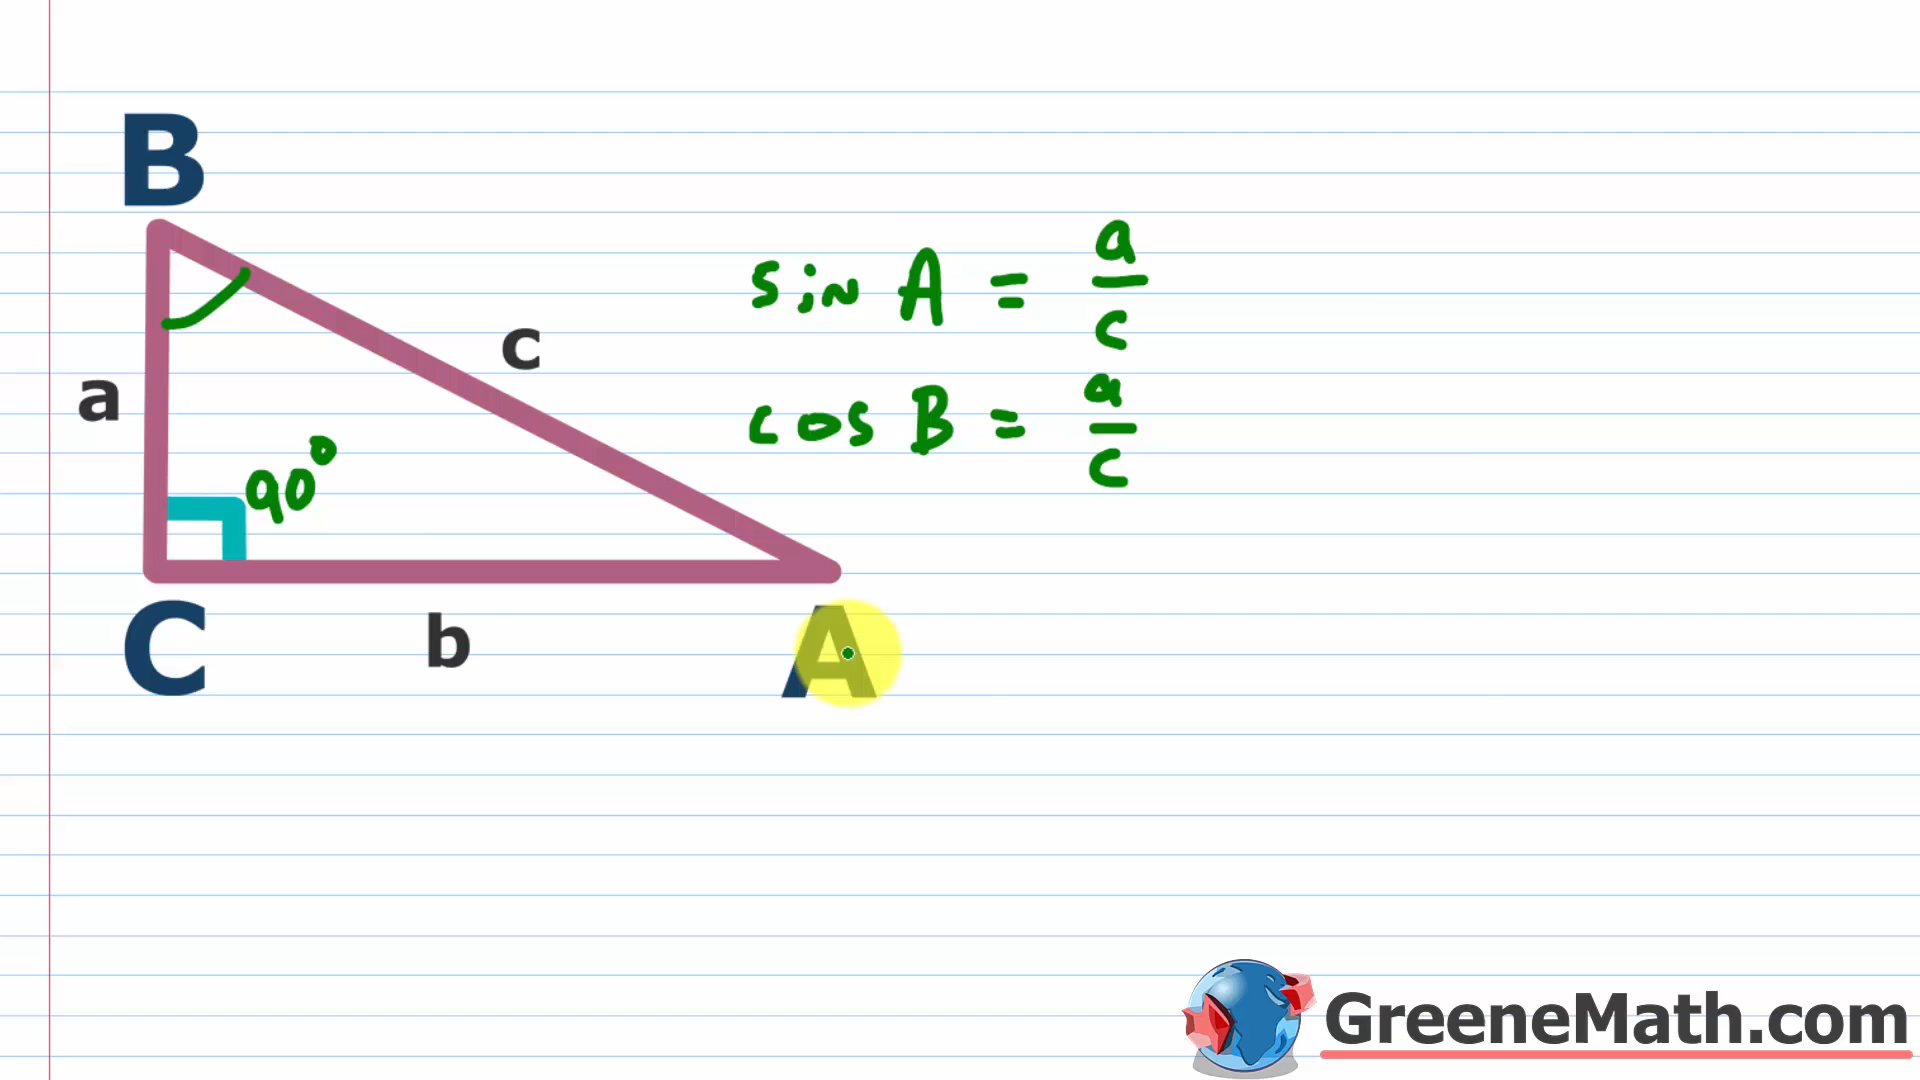 B
sin A = a/c
c
a
cos B = a/c
90°
C
b
A
GreeneMath.com